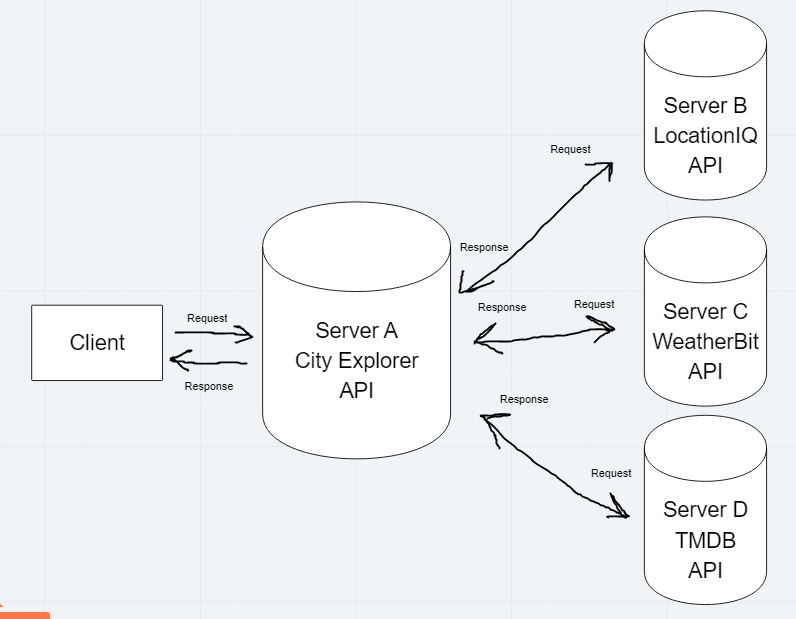 Client
Request
Response
Server A
City Explorer
API
Request
Response
Response
Request
Response
Request
Server B
LocationIQ
API
Server C
WeatherBit
API
Server D
TMDB
API